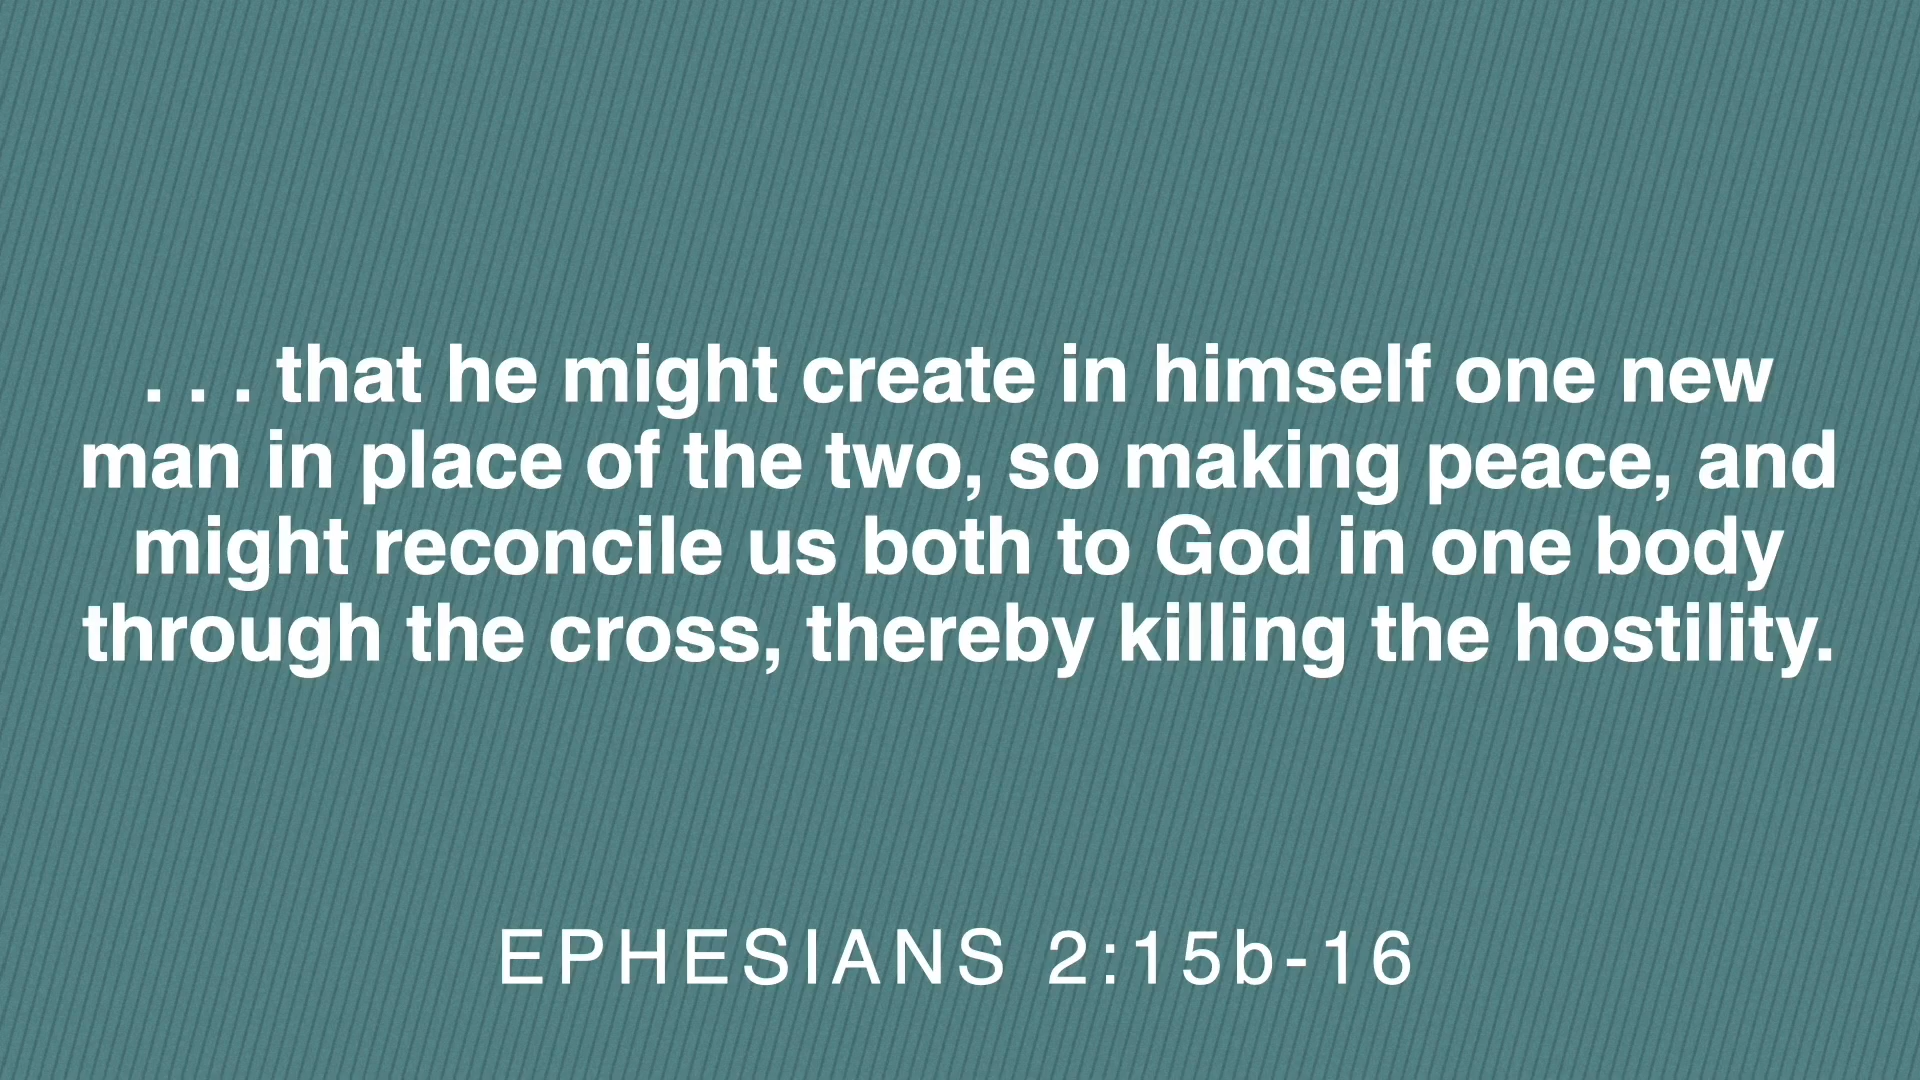 . . . that he might create in himself one new
man in place of the two, so making peace, and
might reconcile us both to God in one body
through the cross, thereby killing the hostility.
EPHESIANS 2:15b-16